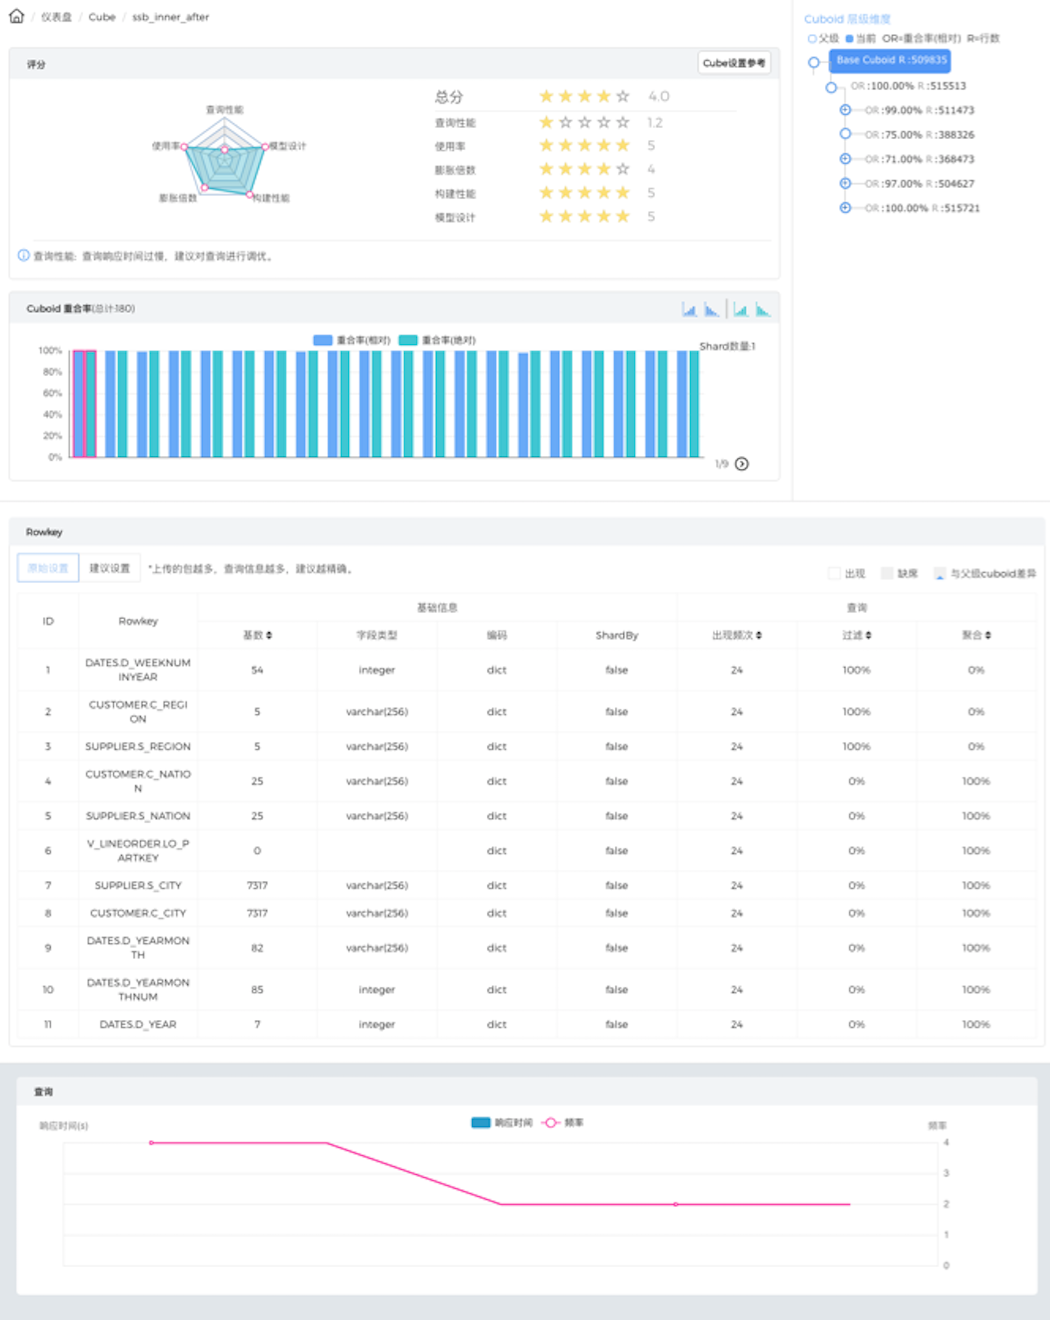 仪表盘 / Cube / ssb_inner_after
评分
Cube设置参考
查询性能
使用率
模型设计
膨胀倍数
构建性能
总分 4.0
查询性能 1.2
使用率 5
膨胀倍数 4
构建性能 5
模型设计 5
查询性能: 查询响应时间过慢，建议对查询进行调优。
Cuboid 层级维度
父级 当前 OR=重合率(相对) R=行数
Base Cuboid R :509835
OR :100.00% R :515513
OR :99.00% R :511473
OR :75.00% R :388326
OR :71.00% R :368473
OR :97.00% R :504627
OR :100.00% R :515721
Cuboid 重合率(总计:180)
重合率(相对) 重合率(绝对)
Shard数量:1
100%
80%
60%
40%
20%
0%
1/9
Rowkey
原始设置 建议设置 *上传的包越多，查询信息越多，建议越精确。
出现 缺席 与父级cuboid差异
ID Rowkey 基础信息 查询
基数 字段类型 编码 ShardBy 出现频次 过滤 聚合
1 DATES.D_WEEKNUM
INYEAR 54 integer dict false 24 100% 0%
2 CUSTOMER.C_REGI
ON 5 varchar(256) dict false 24 100% 0%
3 SUPPLIER.S_REGION 5 varchar(256) dict false 24 100% 0%
4 CUSTOMER.C_NATIO
N 25 varchar(256) dict false 24 0% 100%
5 SUPPLIER.S_NATION 25 varchar(256) dict false 24 0% 100%
6 V_LINEORDER.LO_P
ARTKEY 0 dict false 24 0% 100%
7 SUPPLIER.S_CITY 7317 varchar(256) dict false 24 0% 100%
8 CUSTOMER.C_CITY 7317 varchar(256) dict false 24 0% 100%
9 DATES.D_YEARMON
TH 82 varchar(256) dict false 24 0% 100%
10 DATES.D_YEARMON
THNUM 85 integer dict false 24 0% 100%
11 DATES.D_YEAR 7 integer dict false 24 0% 100%
查询
响应时间(s)
响应时间 频率
频率
4
3
2
1
0